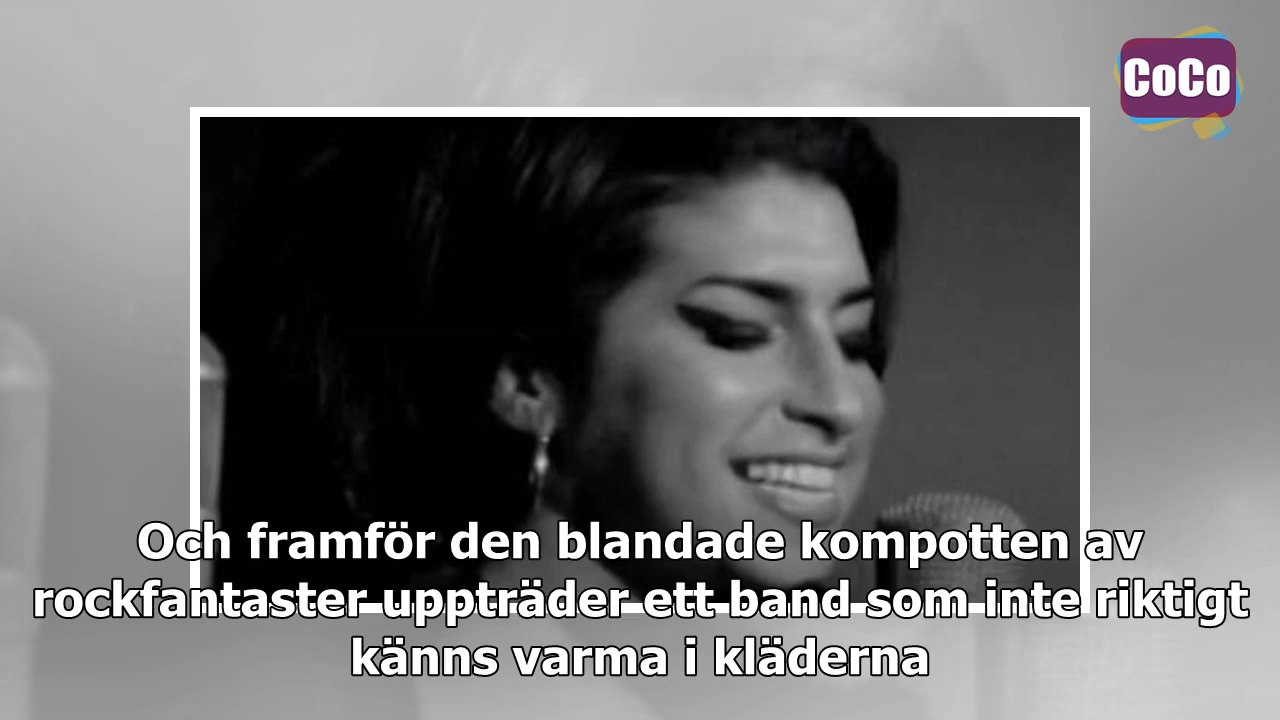 CoCo
Och framför den blandade kompotten av
rockfantaster uppträder ett band som inte riktigt
känns varma i kläderna